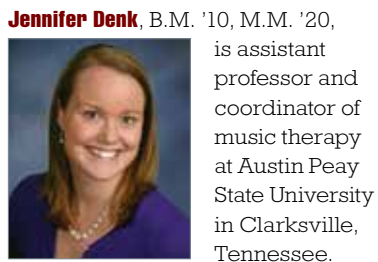 Jennifer Denk, B.M. ’10, M.M. ’20,
is assistant
professor and
coordinator of
music therapy
at Austin Peay
State University
in Clarksville,
Tennessee.